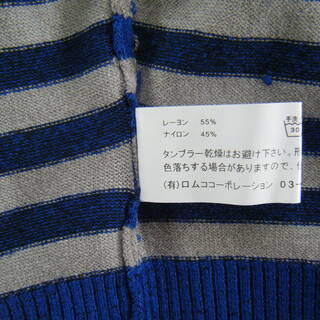 レーヨン 55%
ナイロン 45%
手洗
30
タンブラー乾燥はお避け下さい。形
色落ちする場合がありますので、
(有)ロムココーポレーション 03-